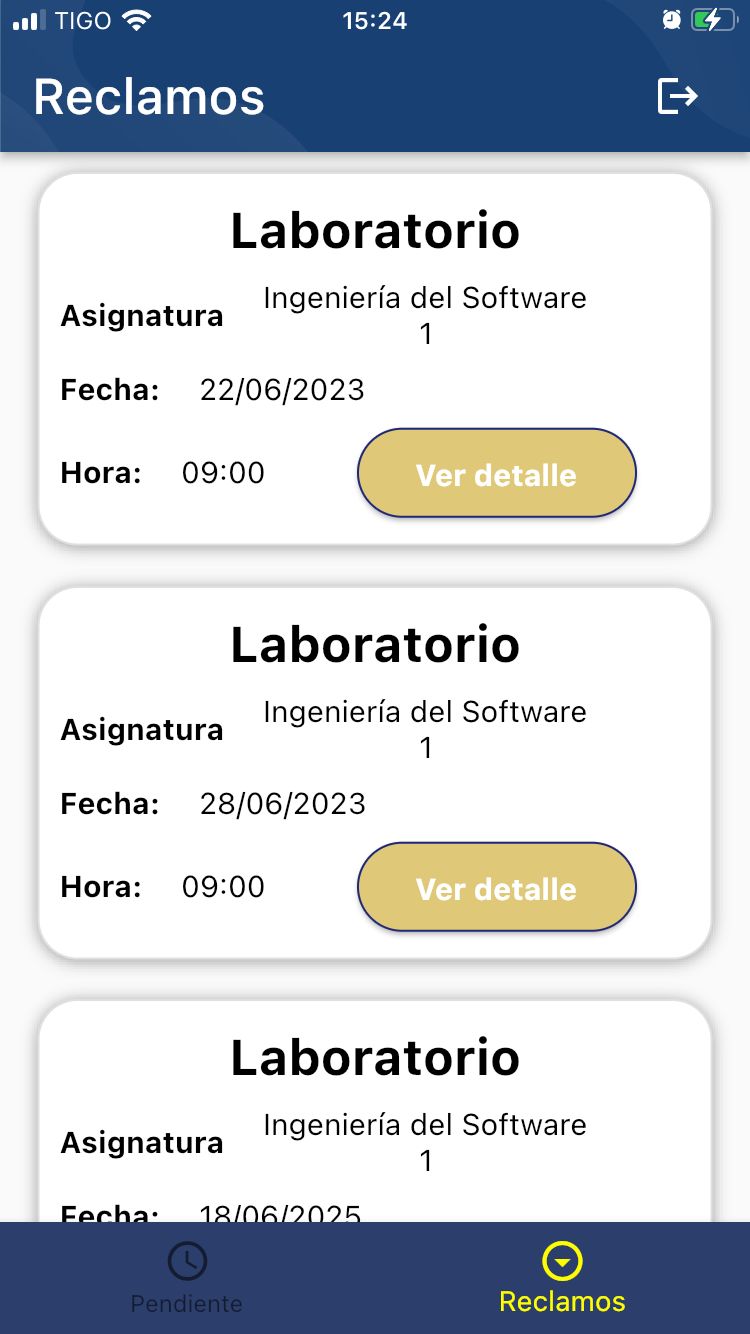 TIGO 15:24
Reclamos
Laboratorio
Ingeniería del Software
Asignatura
1
Fecha: 22/06/2023
Hora: 09:00 Ver detalle
Laboratorio
Ingeniería del Software
Asignatura
1
Fecha: 28/06/2023
Hora: 09:00 Ver detalle
Laboratorio
Ingeniería del Software
Asignatura
1
Fecha: 18/06/2025
Pendiente Reclamos